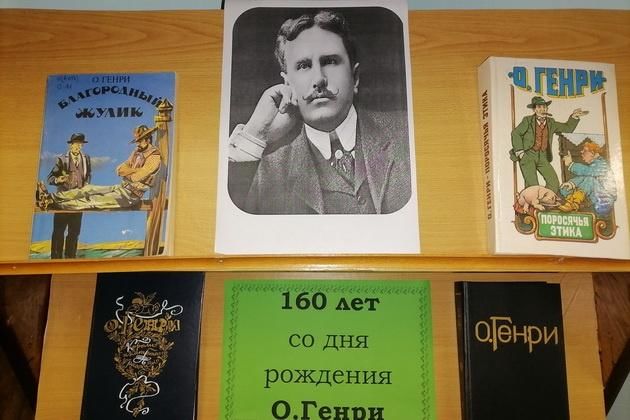 О. ГЕНРИ
БЛАГОРОДНЫЙ
ЖУЛИК
О. ГЕНРИ - ПОРОСЯЧЬЯ ЭТИКА
О. ГЕНРИ
ПОРОСЯЧЬЯ
ЭТИКА
О. ГЕНРИ
160 лет
со дня
рождения
О.Генри
О.Генри